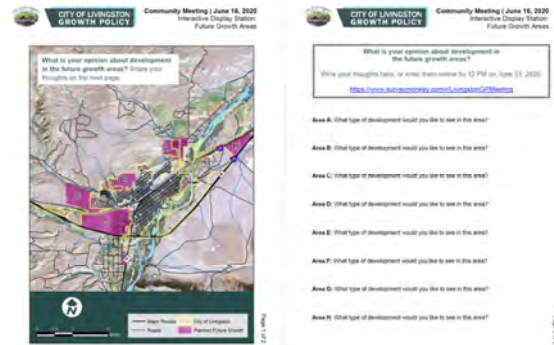 CITY OF LIVINGSTON
GROWTH POLICY
Community Meeting | June 16, 2020
Interactive Display Station:
Future Growth Areas
What is your opinion about development
in the future growth areas? Share your
thoughts on the next page.
N
Major Routes
City of Livingston
Roads
Planned Future Growth
Page 1 of 2
CITY OF LIVINGSTON
GROWTH POLICY
Community Meeting | June 16, 2020
Interactive Display Station:
Future Growth Areas
What is your opinion about development in
the future growth areas?
Write your thoughts here, or enter them online by 12 PM on June 23, 2020.
https://www.surveymonkey.com/r/LivingstonGPMeeting
Area A: What type of development would you like to see in this area?
Area B: What type of development would you like to see in this area?
Area C: What type of development would you like to see in this area?
Area D: What type of development would you like to see in this area?
Area E: What type of development would you like to see in this area?
Area F: What type of development would you like to see in this area?
Area G: What type of development would you like to see in this area?
Area H: What type of development would you like to see in this area?